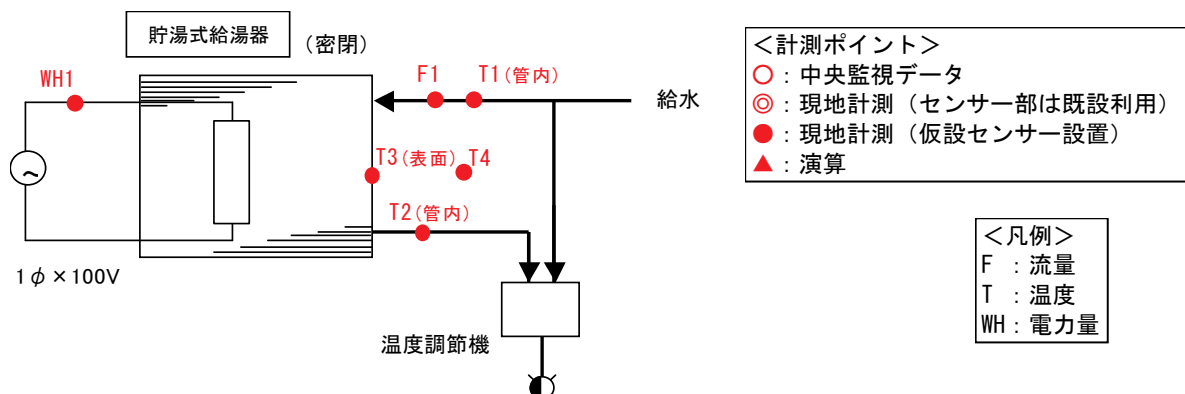 貯湯式給湯器
(密閉)
WH1
F1
T1(管内)
給水
T3(表面)
T4
T2(管内)
1φ×100V
温度調節機
<計測ポイント>
○:中央監視データ
◎:現地計測(センサー部は既設利用)
●:現地計測(仮設センサー設置)
▲:演算
<凡例>
F :流量
T :温度
WH:電力量